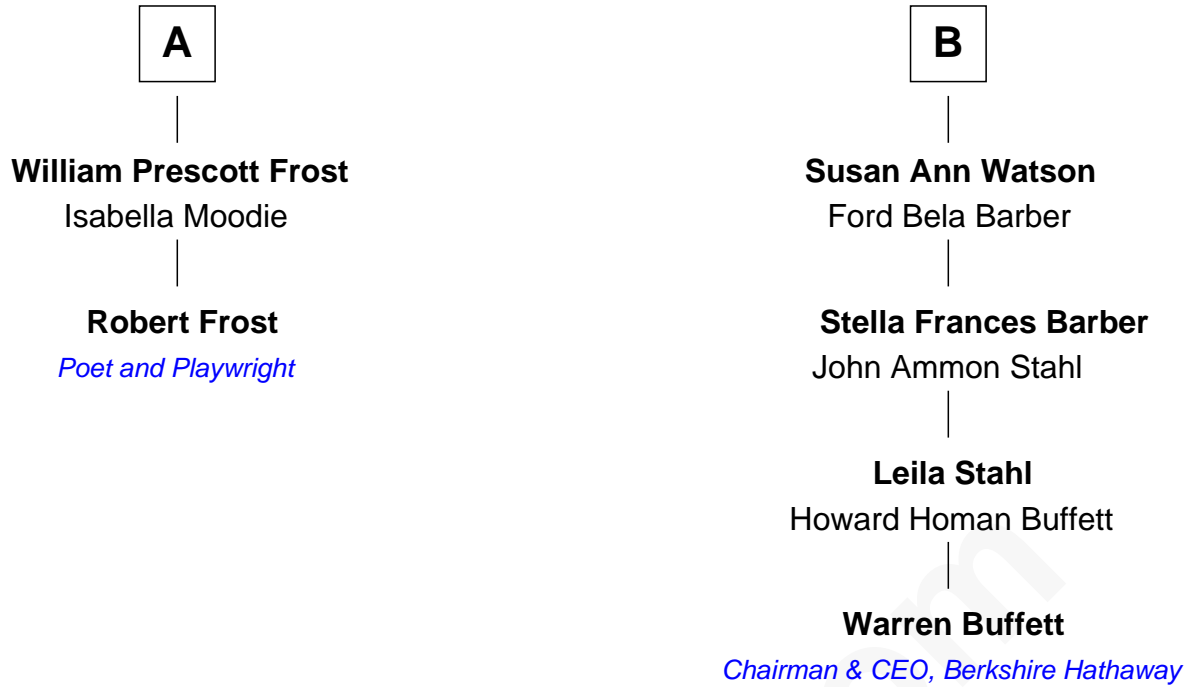 A
William Prescott Frost
Isabella Moodie
Robert Frost
Poet and Playwright
B
Susan Ann Watson
Ford Bela Barber
Stella Frances Barber
John Ammon Stahl
Leila Stahl
Howard Homan Buffett
Warren Buffett
Chairman & CEO, Berkshire Hathaway